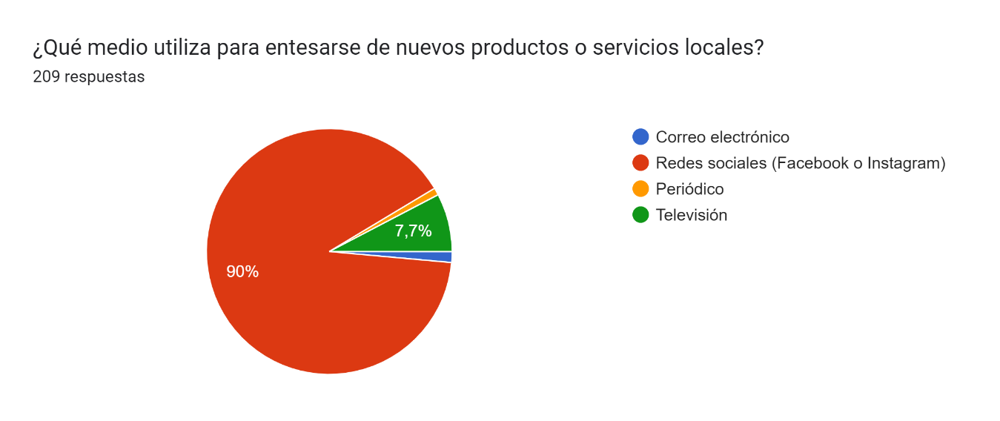 ¿Qué medio utiliza para entesarse de nuevos productos o servicios locales?
209 respuestas
Correo electrónico
Redes sociales (Facebook o Instagram)
Periódico
Televisión
7,7%
90%